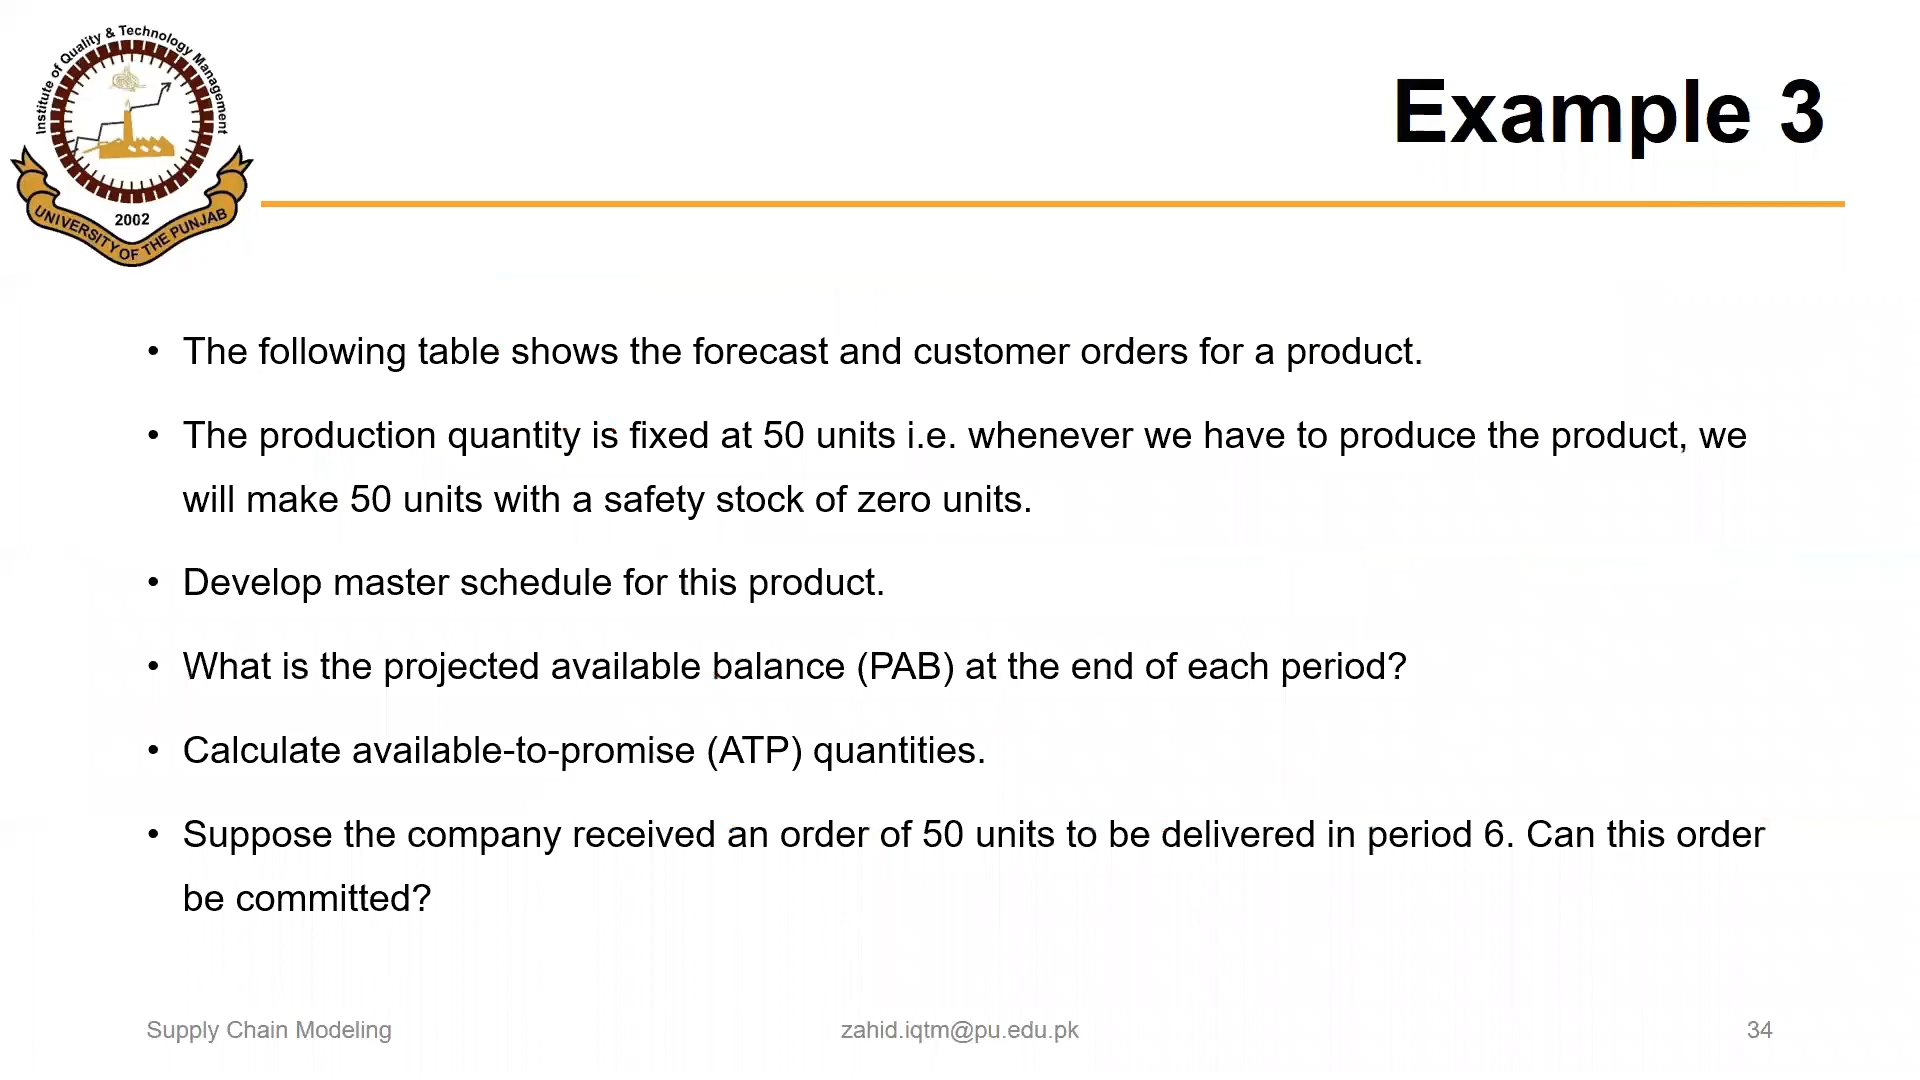 Institute of Quality & Technology Management
2002
UNIVERSITY OF THE PUNJAB
Example 3
• The following table shows the forecast and customer orders for a product.
• The production quantity is fixed at 50 units i.e. whenever we have to produce the product, we
will make 50 units with a safety stock of zero units.
• Develop master schedule for this product.
• What is the projected available balance (PAB) at the end of each period?
• Calculate available-to-promise (ATP) quantities.
• Suppose the company received an order of 50 units to be delivered in period 6. Can this order
be committed?
Supply Chain Modeling
zahid.iqtm@pu.edu.pk
34